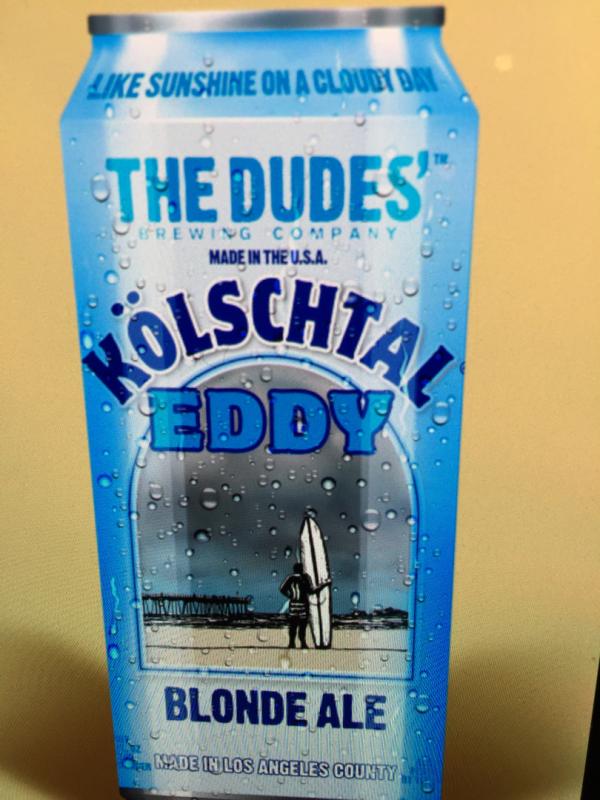 LIKE SUNSHINE ON A CLOUDY DAY
THE DUDES'™
BREWING COMPANY
MADE IN THE U.S.A.
KÖLSCHTAL
EDDY
BLONDE ALE
MADE IN LOS ANGELES COUNTY